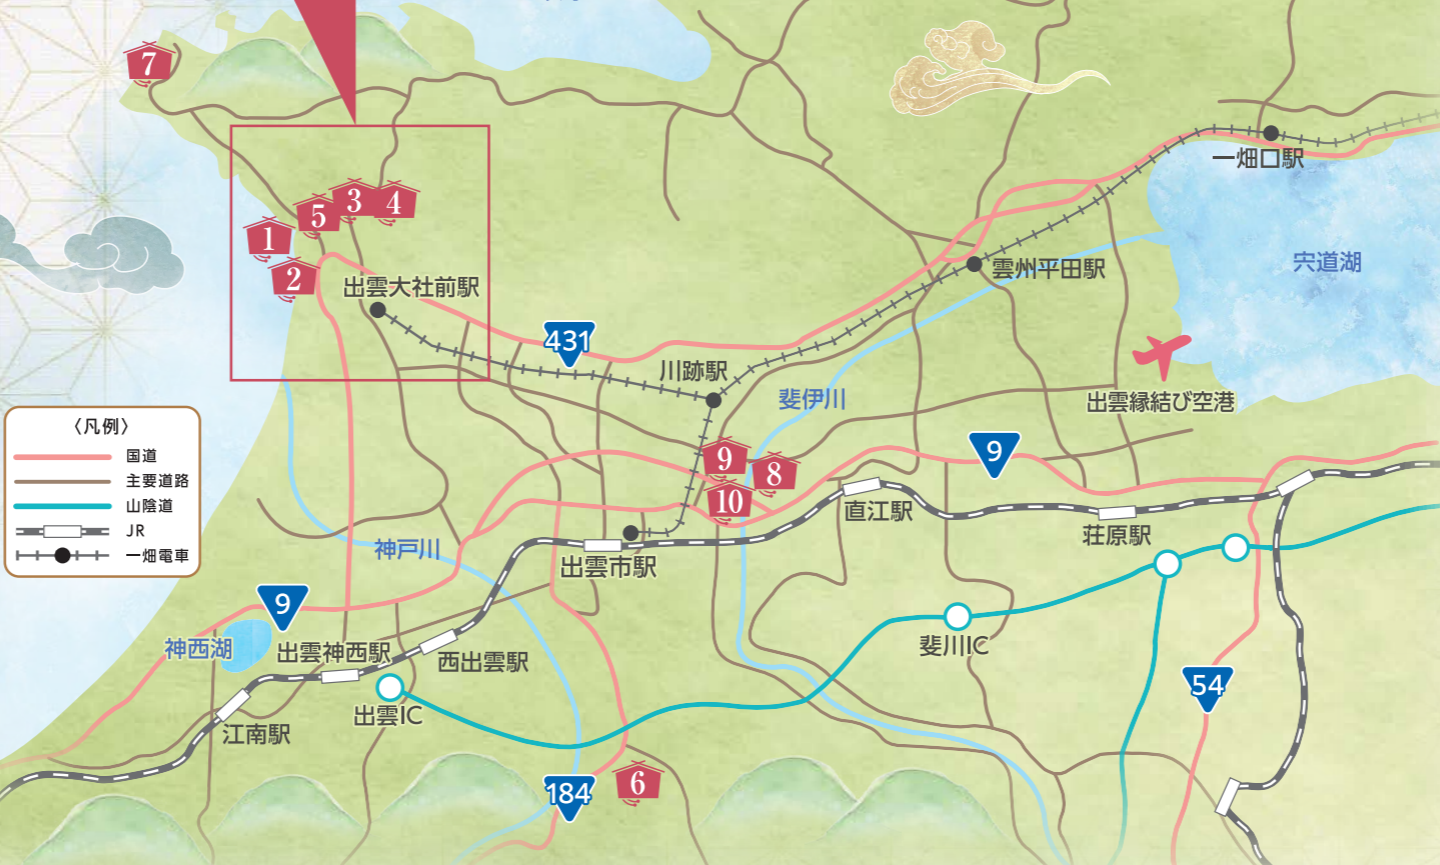 7
一畑口駅
3
4
5
1
2
宍道湖
雲州平田駅
出雲大社前駅
431
川跡駅
斐伊川
出雲縁結び空港
〈凡例〉
国道
主要道路
山陰道
JR
一畑電車
9
8
10
9
直江駅
荘原駅
神戸川
出雲市駅
9
神西湖
出雲神西駅
西出雲駅
斐川IC
54
出雲IC
江南駅
184
6